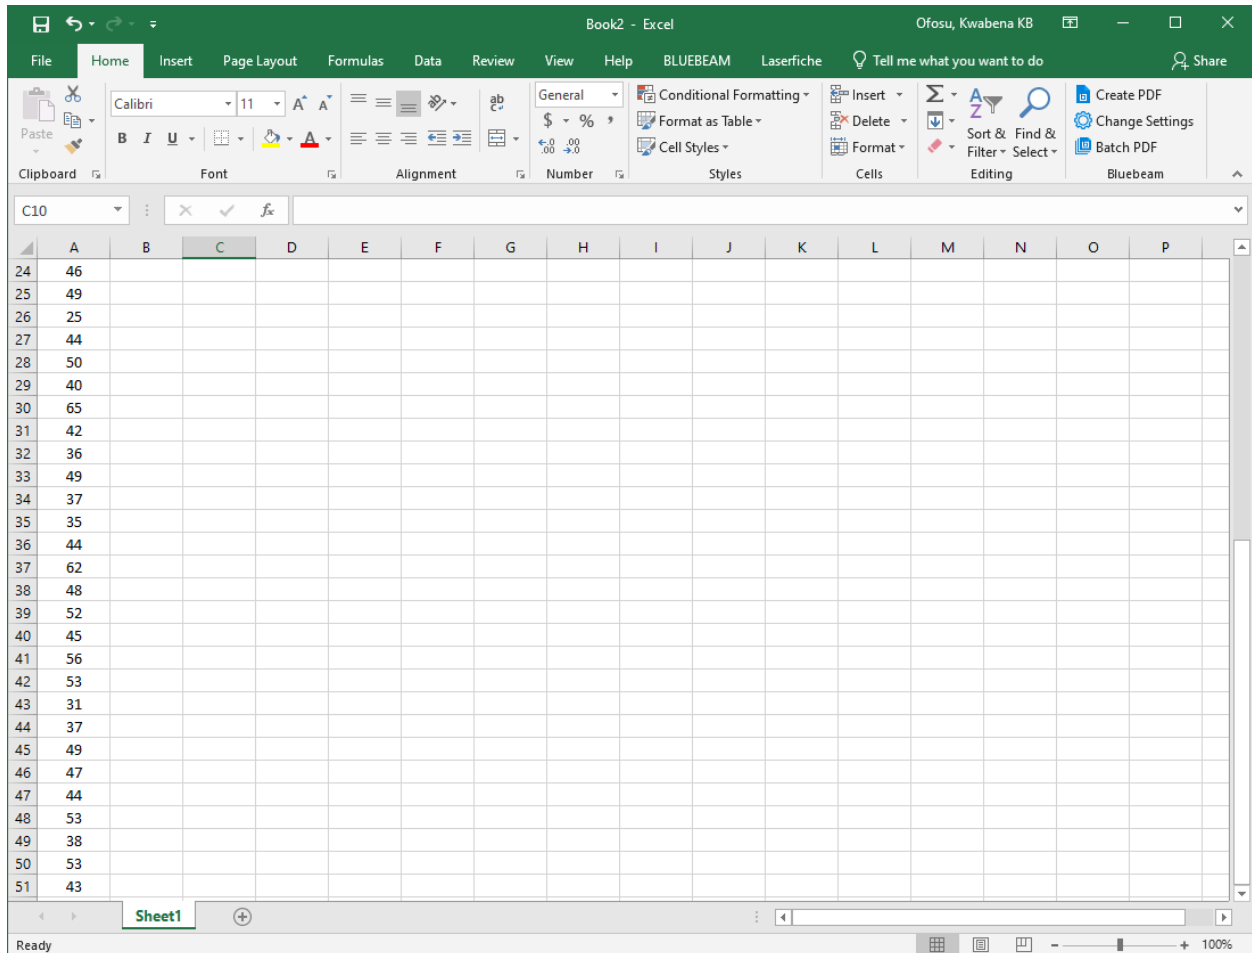 Book2 - Excel
Ofosu, Kwabena KB
File Home Insert Page Layout Formulas Data Review View Help BLUEBEAM Laserfiche Tell me what you want to do Share
Paste
Calibri 11 A A
B I U A
ab
General
$ % ,
.00 .00
.0 .0
Conditional Formatting
Format as Table
Cell Styles
Insert
Delete
Format
Σ
A
Z
Sort &
Filter
Find &
Select
Create PDF
Change Settings
Batch PDF
Clipboard Font Alignment Number Styles Cells Editing Bluebeam
C10 fx
A B C D E F G H I J K L M N O P
24 46
25 49
26 25
27 44
28 50
29 40
30 65
31 42
32 36
33 49
34 37
35 35
36 44
37 62
38 48
39 52
40 45
41 56
42 53
43 31
44 37
45 49
46 47
47 44
48 53
49 38
50 53
51 43
Sheet1
Ready
- + 100%